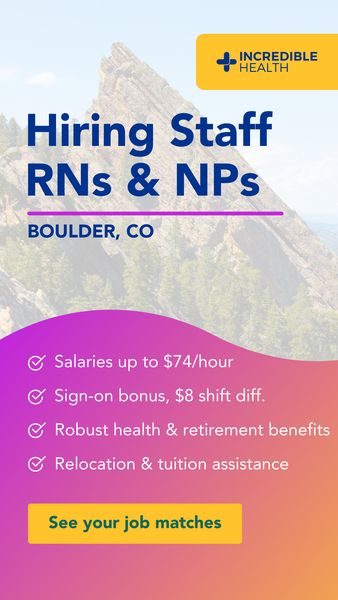 INCREDIBLE
HEALTH
Hiring Staff
RNs & NPs
BOULDER, CO
Salaries up to $74/hour
Sign-on bonus, $8 shift diff.
Robust health & retirement benefits
Relocation & tuition assistance
See your job matches